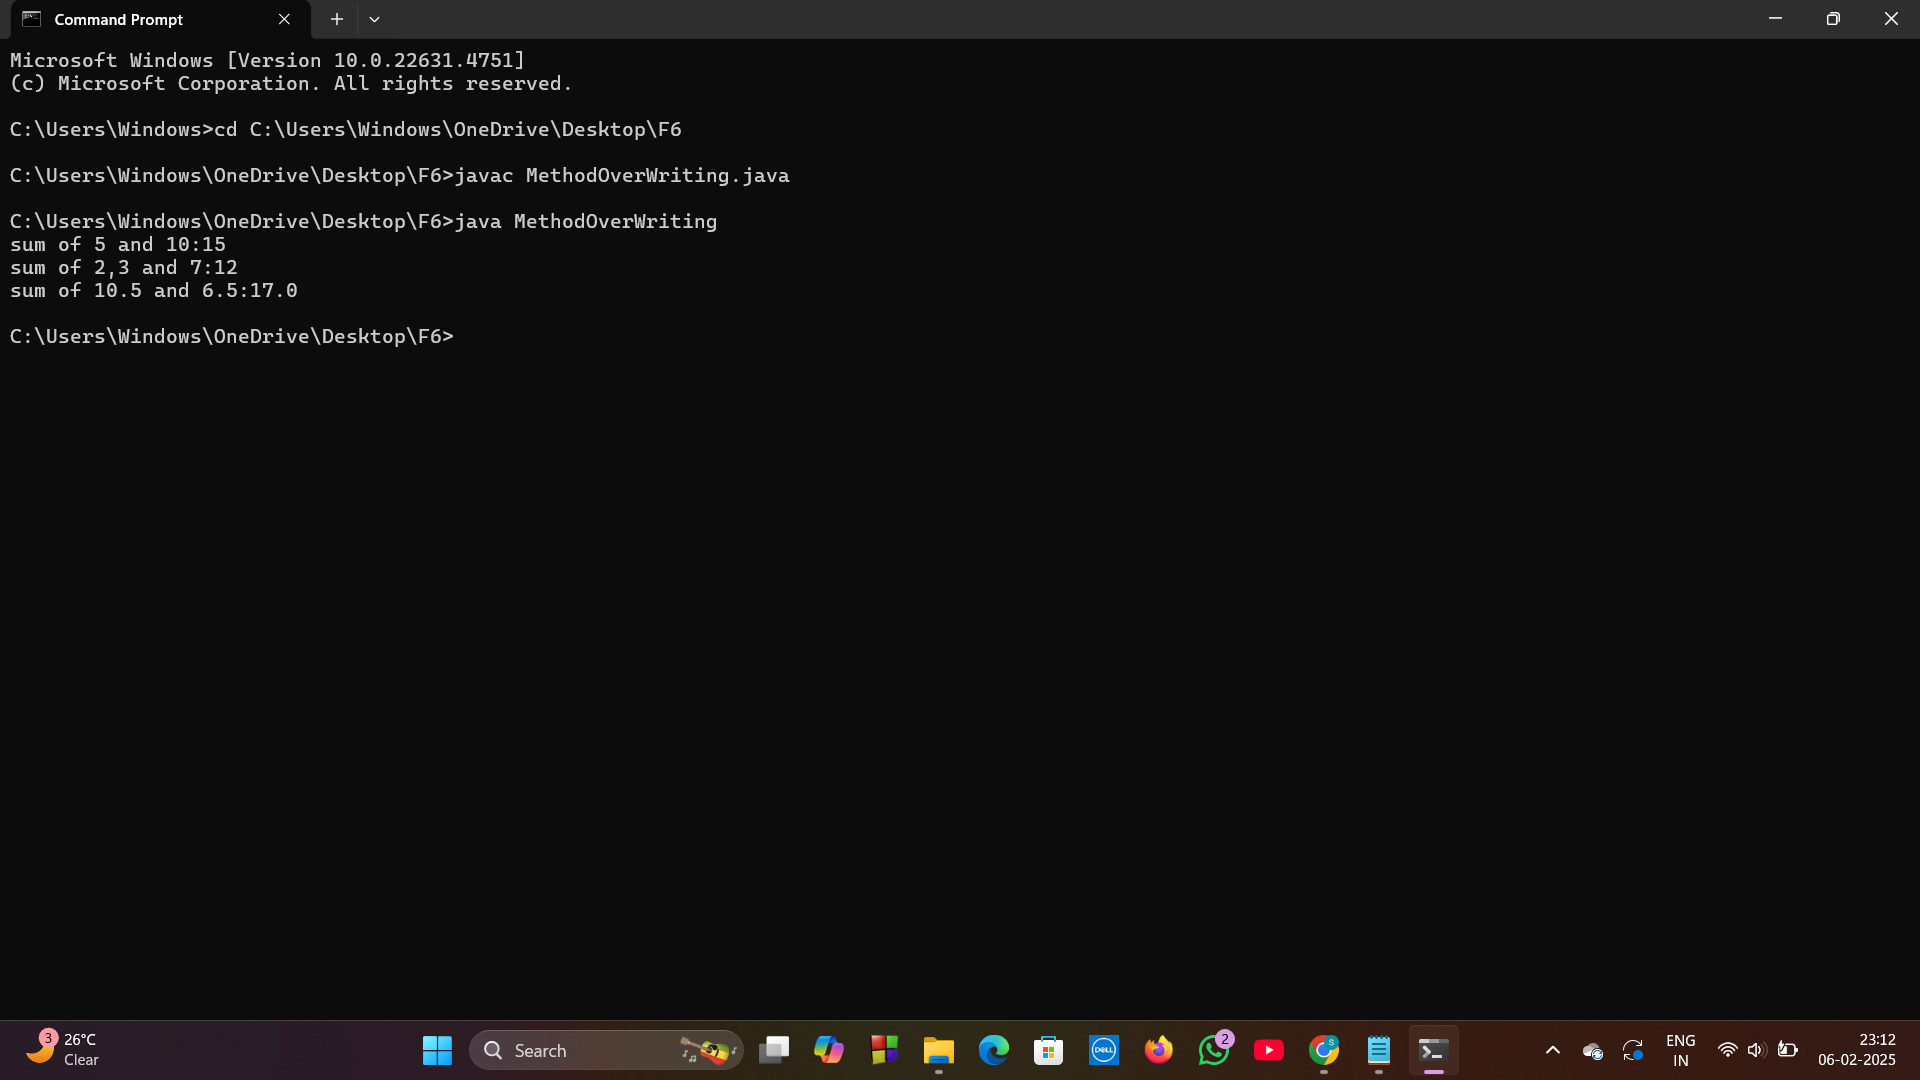 Command Prompt
Microsoft Windows [Version 10.0.22631.4751]
(c) Microsoft Corporation. All rights reserved.
C:\Users\Windows>cd C:\Users\Windows\OneDrive\Desktop\F6
C:\Users\Windows\OneDrive\Desktop\F6>javac MethodOverWriting.java
C:\Users\Windows\OneDrive\Desktop\F6>java MethodOverWriting
sum of 5 and 10:15
sum of 2,3 and 7:12
sum of 10.5 and 6.5:17.0
C:\Users\Windows\OneDrive\Desktop\F6>
3
26°C
Clear
Search
DELL
2
S
ENG
IN
23:12
06-02-2025